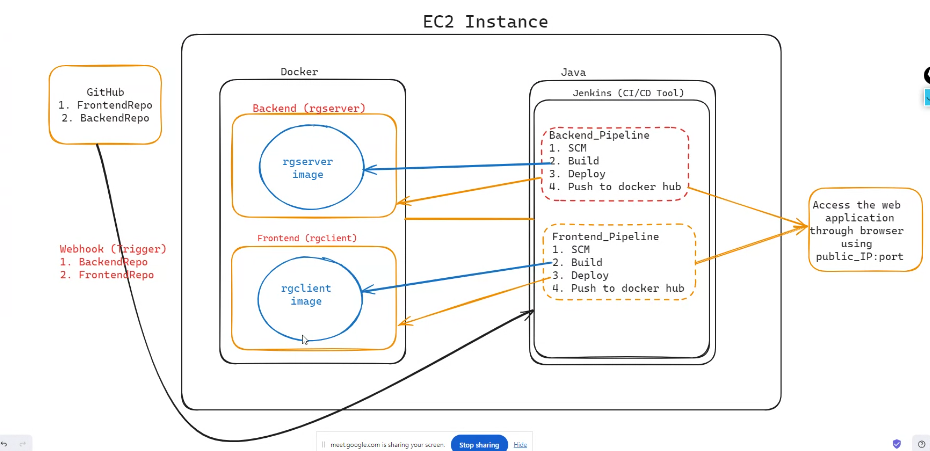 EC2 Instance
GitHub
1. FrontendRepo
2. BackendRepo
Webhook (Trigger)
1. BackendRepo
2. FrontendRepo
Docker
Backend (rgserver)
rgserver
image
Frontend (rgclient)
rgclient
image
Java
Jenkins (CI/CD Tool)
Backend_Pipeline
1. SCM
2. Build
3. Deploy
4. Push to docker hub
Frontend_Pipeline
1. SCM
2. Build
3. Deploy
4. Push to docker hub
Access the web
application
through browser
using
public_IP:port
meet.google.com is sharing your screen.
Stop sharing
Hide